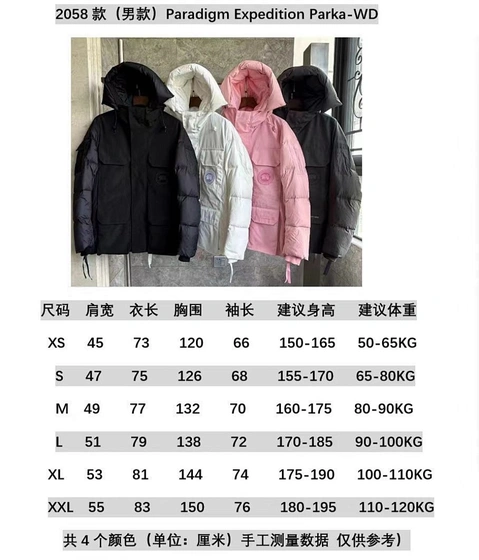 2058 款（男款）Paradigm Expedition Parka-WD
尺码 肩宽 衣长 胸围 袖长 建议身高 建议体重
XS 45 73 120 66 150-165 50-65KG
S 47 75 126 68 155-170 65-80KG
M 49 77 132 70 160-175 80-90KG
L 51 79 138 72 170-185 90-100KG
XL 53 81 144 74 175-190 100-110KG
XXL 55 83 150 76 180-195 110-120KG
共 4 个颜色（单位：厘米）手工测量数据 仅供参考）